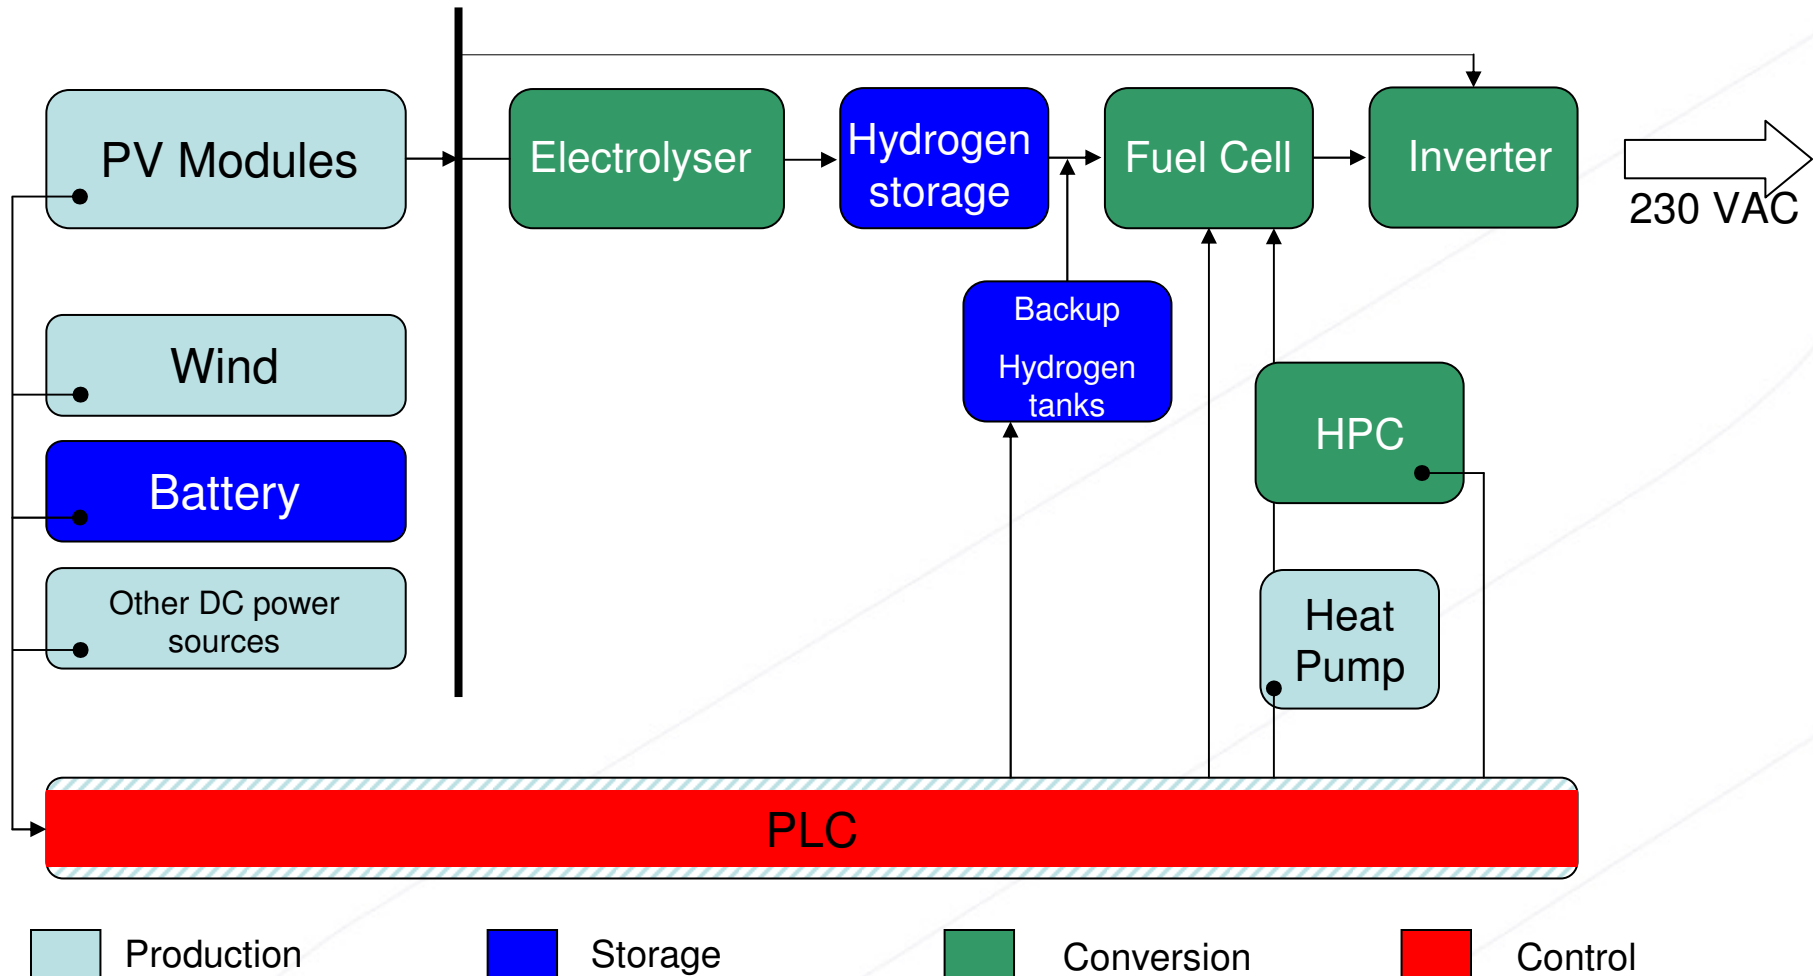 PV Modules
Electrolyser
Hydrogen
storage
Fuel Cell
Inverter
230 VAC
Backup
Hydrogen
tanks
Wind
HPC
Battery
Other DC power
sources
Heat
Pump
PLC
Production
Storage
Conversion
Control